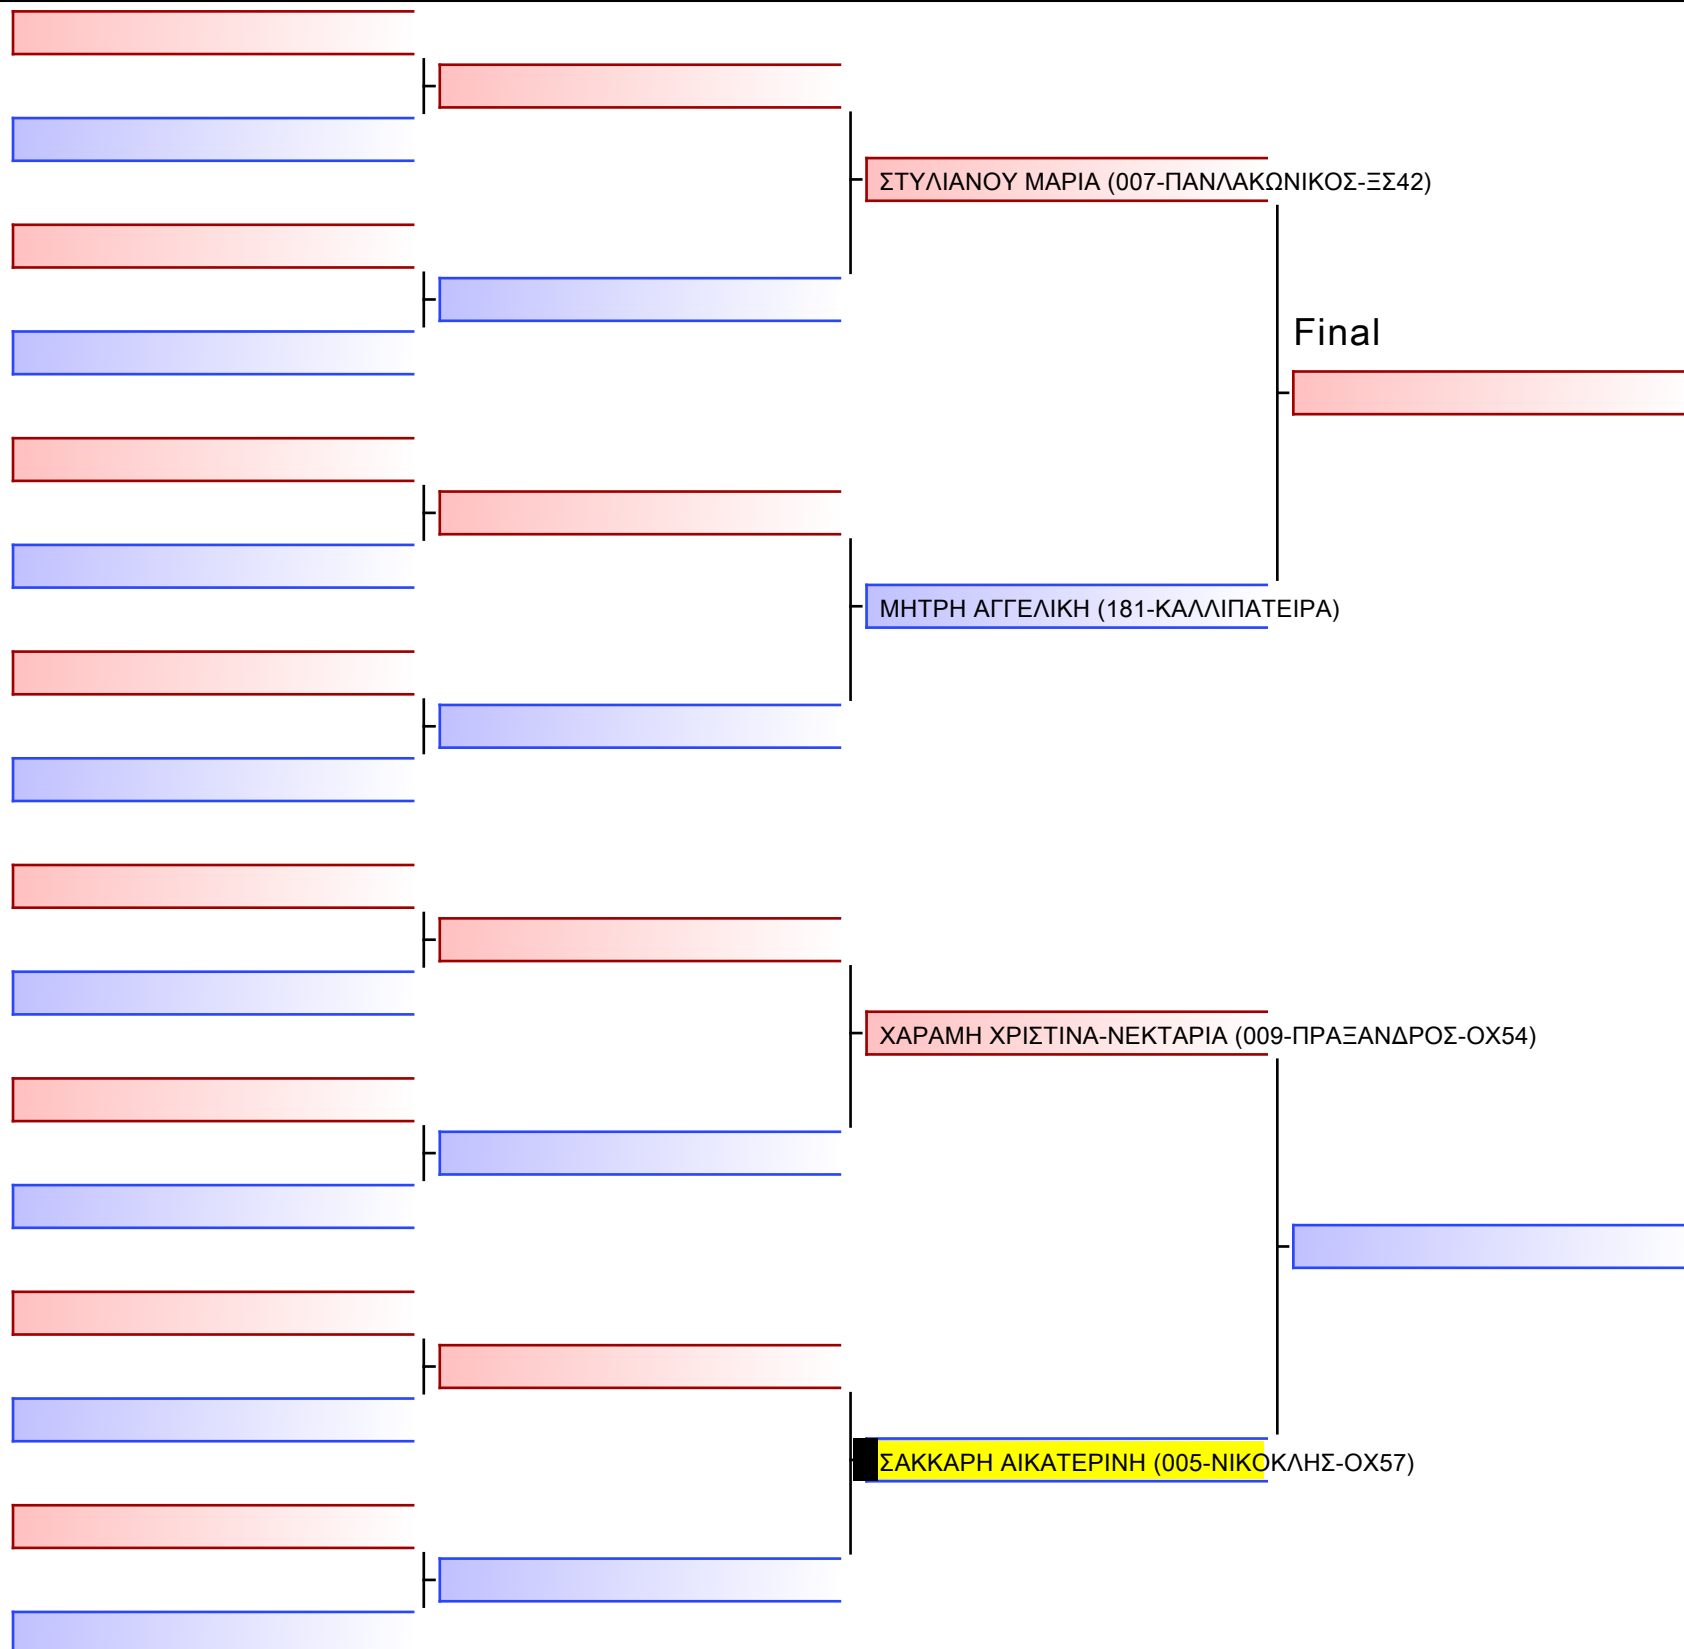 ΣΤΥΛΙΑΝΟΥ ΜΑΡΙΑ (007-ΠΑΝΛΑΚΩΝΙΚΟΣ-ΞΣ42)
Final
ΜΗΤΡΗ ΑΓΓΕΛΙΚΗ (181-ΚΑΛΛΙΠΑΤΕΙΡΑ)
ΧΑΡΑΜΗ ΧΡΙΣΤΙΝΑ-ΝΕΚΤΑΡΙΑ (009-ΠΡΑΞΑΝΔΡΟΣ-ΟΧ54)
ΣΑΚΚΑΡΗ ΑΙΚΑΤΕΡΙΝΗ (005-ΝΙΚΟΚΛΗΣ-ΟΧ57)